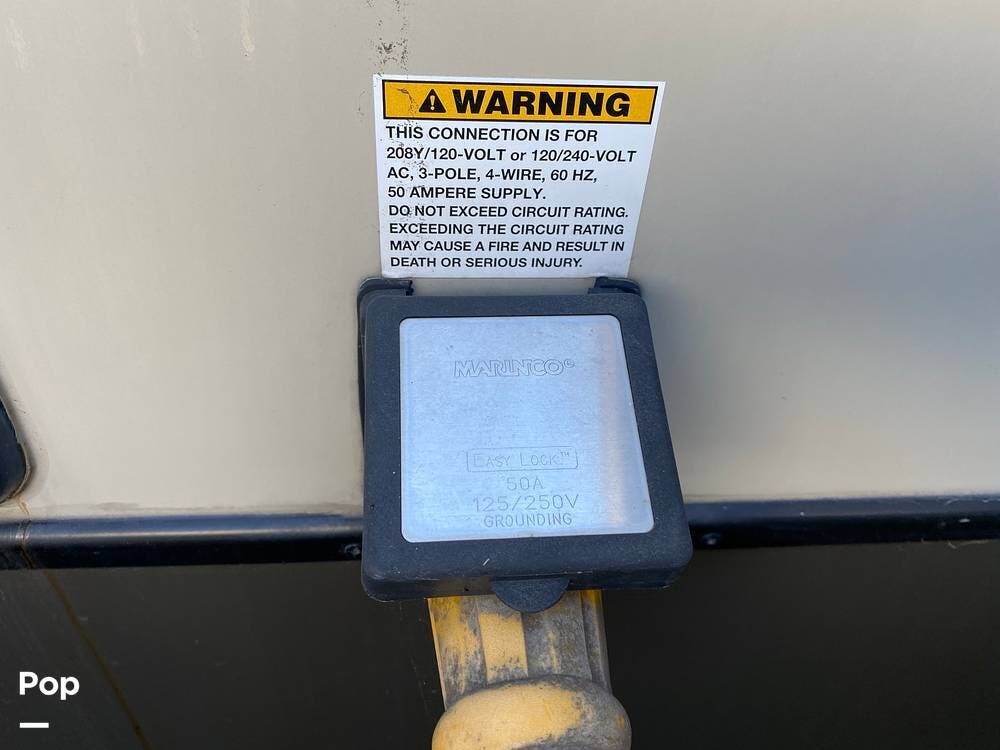 WARNING
THIS CONNECTION IS FOR
208Y/120-VOLT or 120/240-VOLT
AC, 3-POLE, 4-WIRE, 60 HZ,
50 AMPERE SUPPLY.
DO NOT EXCEED CIRCUIT RATING.
EXCEEDING THE CIRCUIT RATING
MAY CAUSE A FIRE AND RESULT IN
DEATH OR SERIOUS INJURY.
MARINCO®
EASY LOCK™
50A
125/250V
GROUNDING
Pop